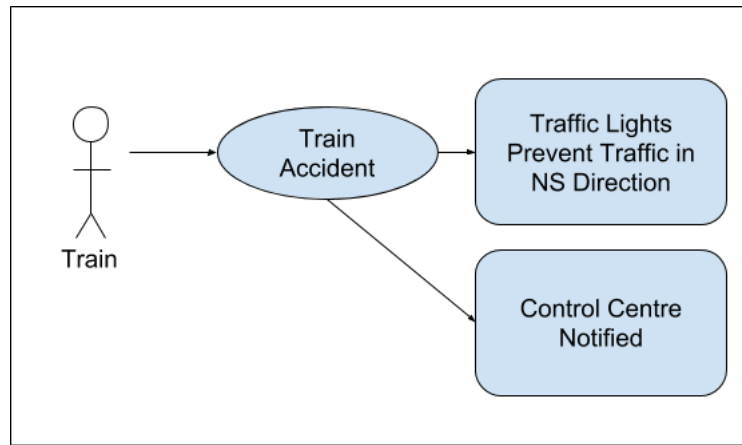 Train
Train
Accident
Traffic Lights
Prevent Traffic in
NS Direction
Control Centre
Notified